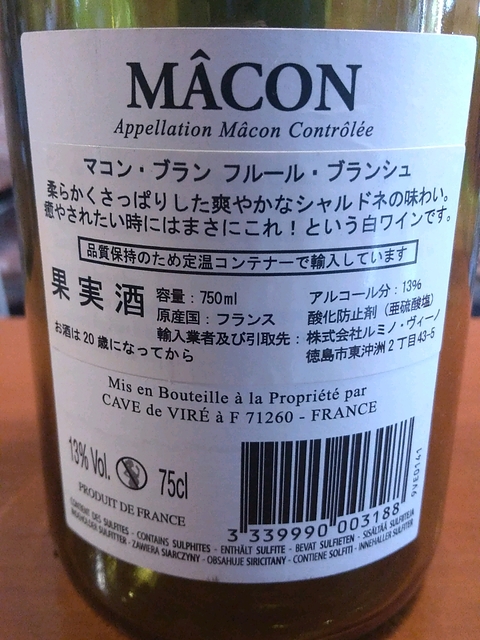 MÂCON
Appellation Mâcon Contrôlée
マコン・ブラン フルール・ブランシュ
柔らかくさっぱりした爽やかなシャルドネの味わい。
癒やされたい時にはまさにこれ！という白ワインです。
品質保持のため定温コンテナーで輸入しています
果実酒
容量：750ml
アルコール分：13%
原産国：フランス
酸化防止剤（亜硫酸塩）
輸入業者及び引取先：株式会社ルミノ・ヴィーノ
お酒は20歳になってから
徳島市東沖洲2丁目43-5
Mis en Bouteille à la Propriété par
CAVE de VIRÉ à F 71260 - FRANCE
13% Vol.
75cl
PRODUIT DE FRANCE
3 339990 003188
CONTIENT DES SULFITES - CONTAINS SULPHITES - ENTHÄLT SULFITE - BEVAT SULFIETEN - SISÄLTÄÄ SULFIITEJA
INDEHOLDER SULFITTER - ZAWIERA SIARCZYNY - OBSAHUJE SIRICITANY - CONTIENE SOLFITI - INNEHALLER SULFITER